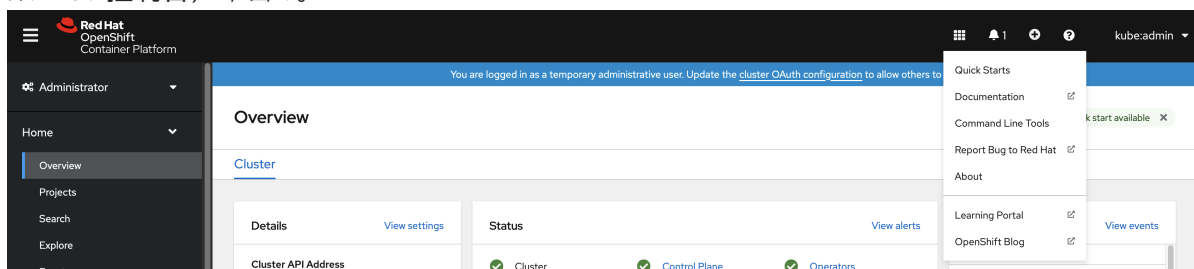 Red Hat
OpenShift
Container Platform
1
kube:admin
Administrator
You are logged in as a temporary administrative user. Update the cluster OAuth configuration to allow others to
Quick Starts
Documentation
Command Line Tools
Report Bug to Red Hat
About
Learning Portal
OpenShift Blog
Home
Overview
Projects
Search
Explore
Overview
k start available
Cluster
Details
View settings
Status
View alerts
View events
Cluster API Address
Cluster
Control Plane
Operators